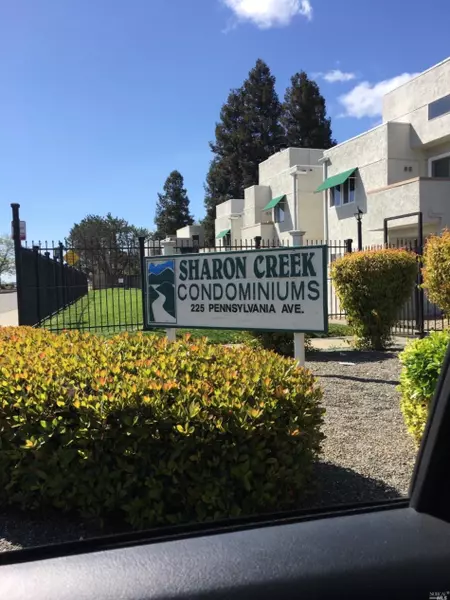 SHARON CREEK
CONDOMINIUMS
225 PENNSYLVANIA AVE.